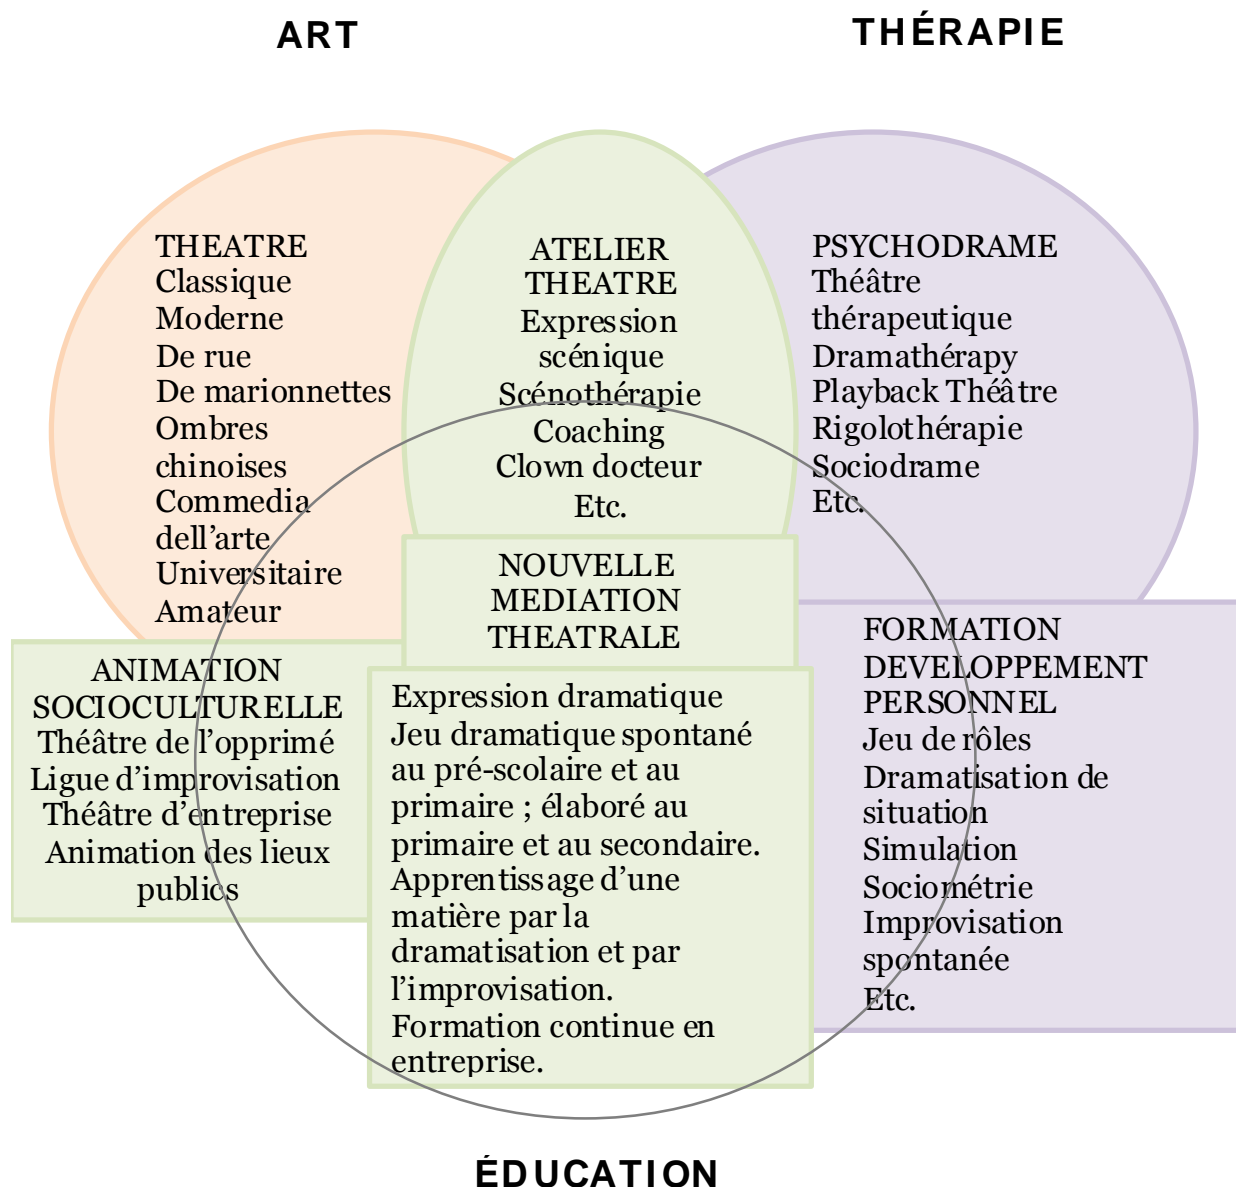 ART
THÉRAPIE
THEATRE
Classique
Moderne
De rue
De marionnettes
Ombres
chinoises
Commedia
dell’arte
Universitaire
Amateur
ATELIER
THEATRE
Expression
scénique
Scénothérapie
Coaching
Clown docteur
Etc.
PSYCHODRAME
Théâtre
thérapeutique
Dramathérapy
Playback Théâtre
Rigolothérapie
Sociodrame
Etc.
NOUVELLE
MEDIATION
THEATRALE
ANIMATION
SOCIOCULTURELLE
Théâtre de l’opprimé
Ligue d’improvisation
Théâtre d’entreprise
Animation des lieux
publics
Expression dramatique
Jeu dramatique spontané
au pré-scolaire et au
primaire ; élaboré au
primaire et au secondaire.
Apprentissage d’une
matière par la
dramatisation et par
l’improvisation.
Formation continue en
entreprise.
FORMATION
DEVELOPPEMENT
PERSONNEL
Jeu de rôles
Dramatisation de
situation
Simulation
Sociométrie
Improvisation
spontanée
Etc.
ÉDUCATION